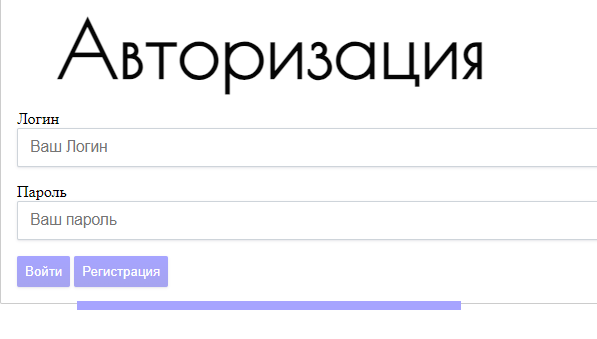 Авторизация
Логин
Ваш Логин
Пароль
Ваш пароль
Войти Регистрация